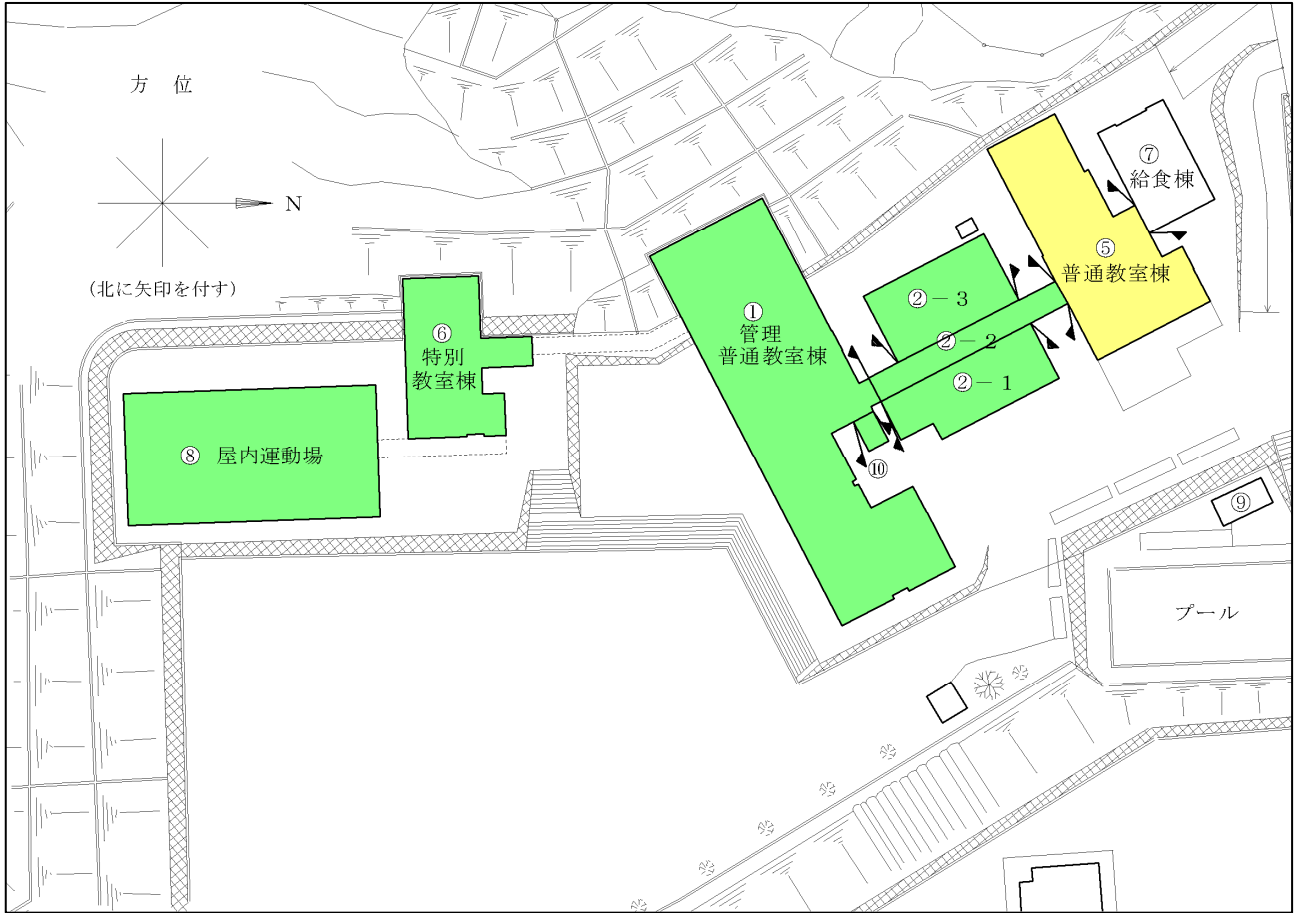 方 位
N
(北に矢印を付す)
⑦
給食棟
⑤
普通教室棟
②－3
②－2
②－1
①
管理
普通教室棟
⑥
特別
教室棟
⑧ 屋内運動場
⑩
⑨
プール